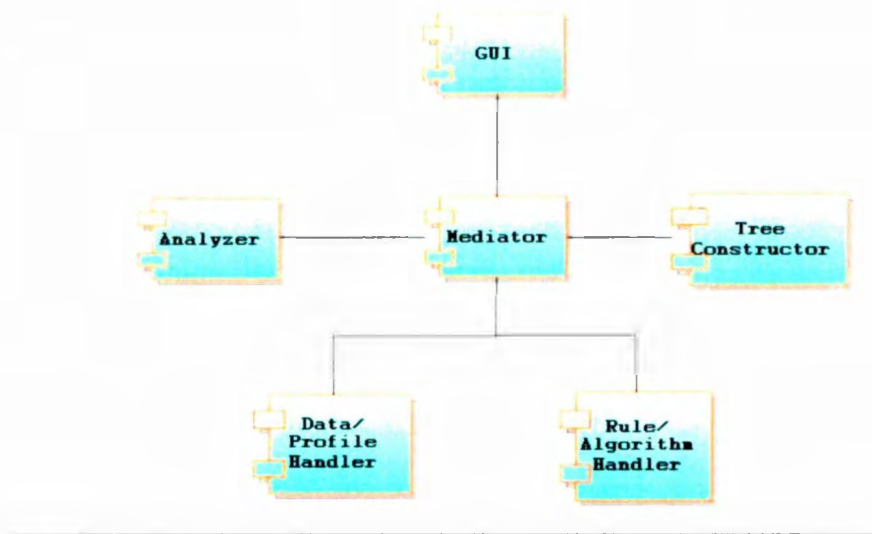 GUI
Analyzer
Mediator
Tree
Constructor
Data/
Profile
Handler
Rule/
Algorithm
Handler